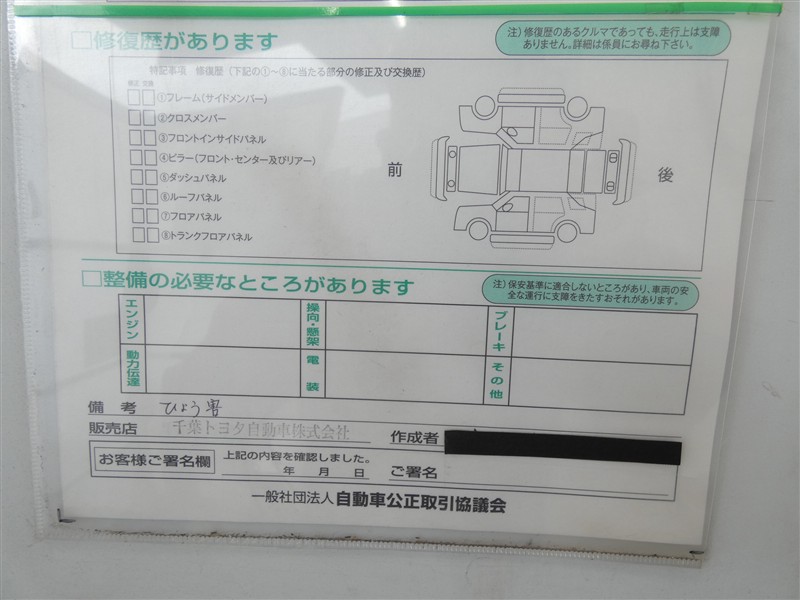 □修復歴があります
注）修復歴のあるクルマであっても、走行上は支障
ありません。詳細は係員にお尋ね下さい。
特記事項 修復歴（下記の①～⑧に当たる部分の修正及び交換歴）
修正 交換
①フレーム（サイドメンバー）
②クロスメンバー
③フロントインサイドパネル
④ピラー（フロント・センター及びリアー）
⑤ダッシュパネル
⑥ルーフパネル
⑦フロアパネル
⑧トランクフロアパネル
前
後
□整備の必要なところがあります
注）保安基準に適合しないところがあり、車両の安
全な運行に支障をきたすおそれがあります。
エンジン
操向・懸架
ブレーキ
動力伝達
電装
その他
備考 ひょう害
販売店 千葉トヨタ自動車株式会社
作成者
お客様ご署名欄
上記の内容を確認しました。
年 月 日
ご署名
一般社団法人 自動車公正取引協議会